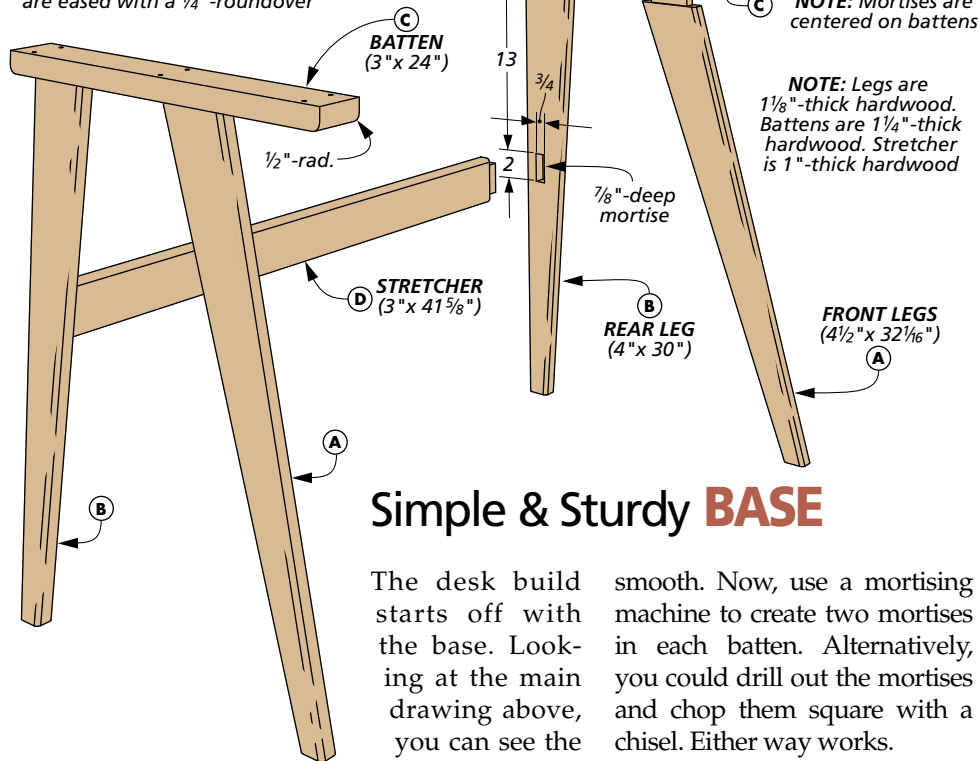 are eased with a ¼"-roundover
C
BATTEN
(3"x 24")
½"-rad.
13
¾
2
⅞"-deep
mortise
C
NOTE: Mortises are
centered on battens
NOTE: Legs are
1⅛"-thick hardwood.
Battens are 1¼"-thick
hardwood. Stretcher
is 1"-thick hardwood
D
STRETCHER
(3"x 41⅝")
B
REAR LEG
(4"x 30")
FRONT LEGS
(4½"x 32¹⁄₁₆")
A
A
B
Simple & Sturdy BASE
The desk build
starts off with
the base. Look-
ing at the main
drawing above,
you can see the
smooth. Now, use a mortising
machine to create two mortises
in each batten. Alternatively,
you could drill out the mortises
and chop them square with a
chisel. Either way works.